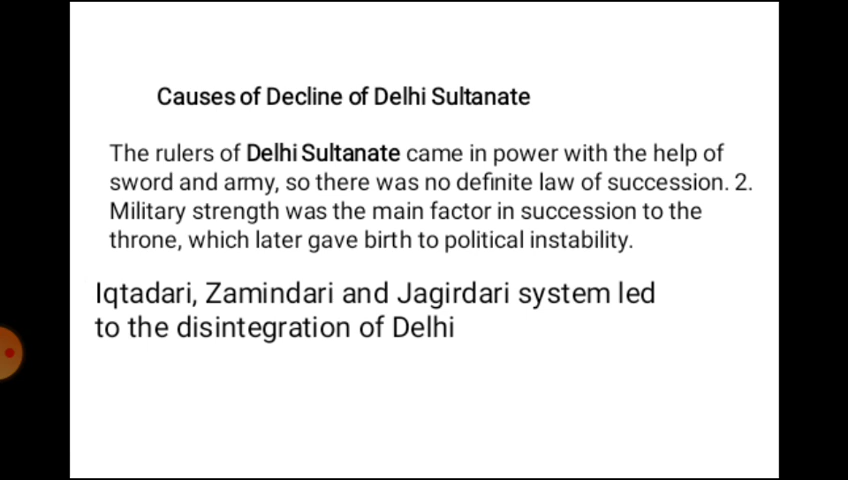 Causes of Decline of Delhi Sultanate
The rulers of Delhi Sultanate came in power with the help of
sword and army, so there was no definite law of succession. 2.
Military strength was the main factor in succession to the
throne, which later gave birth to political instability.
Iqtadari, Zamindari and Jagirdari system led
to the disintegration of Delhi